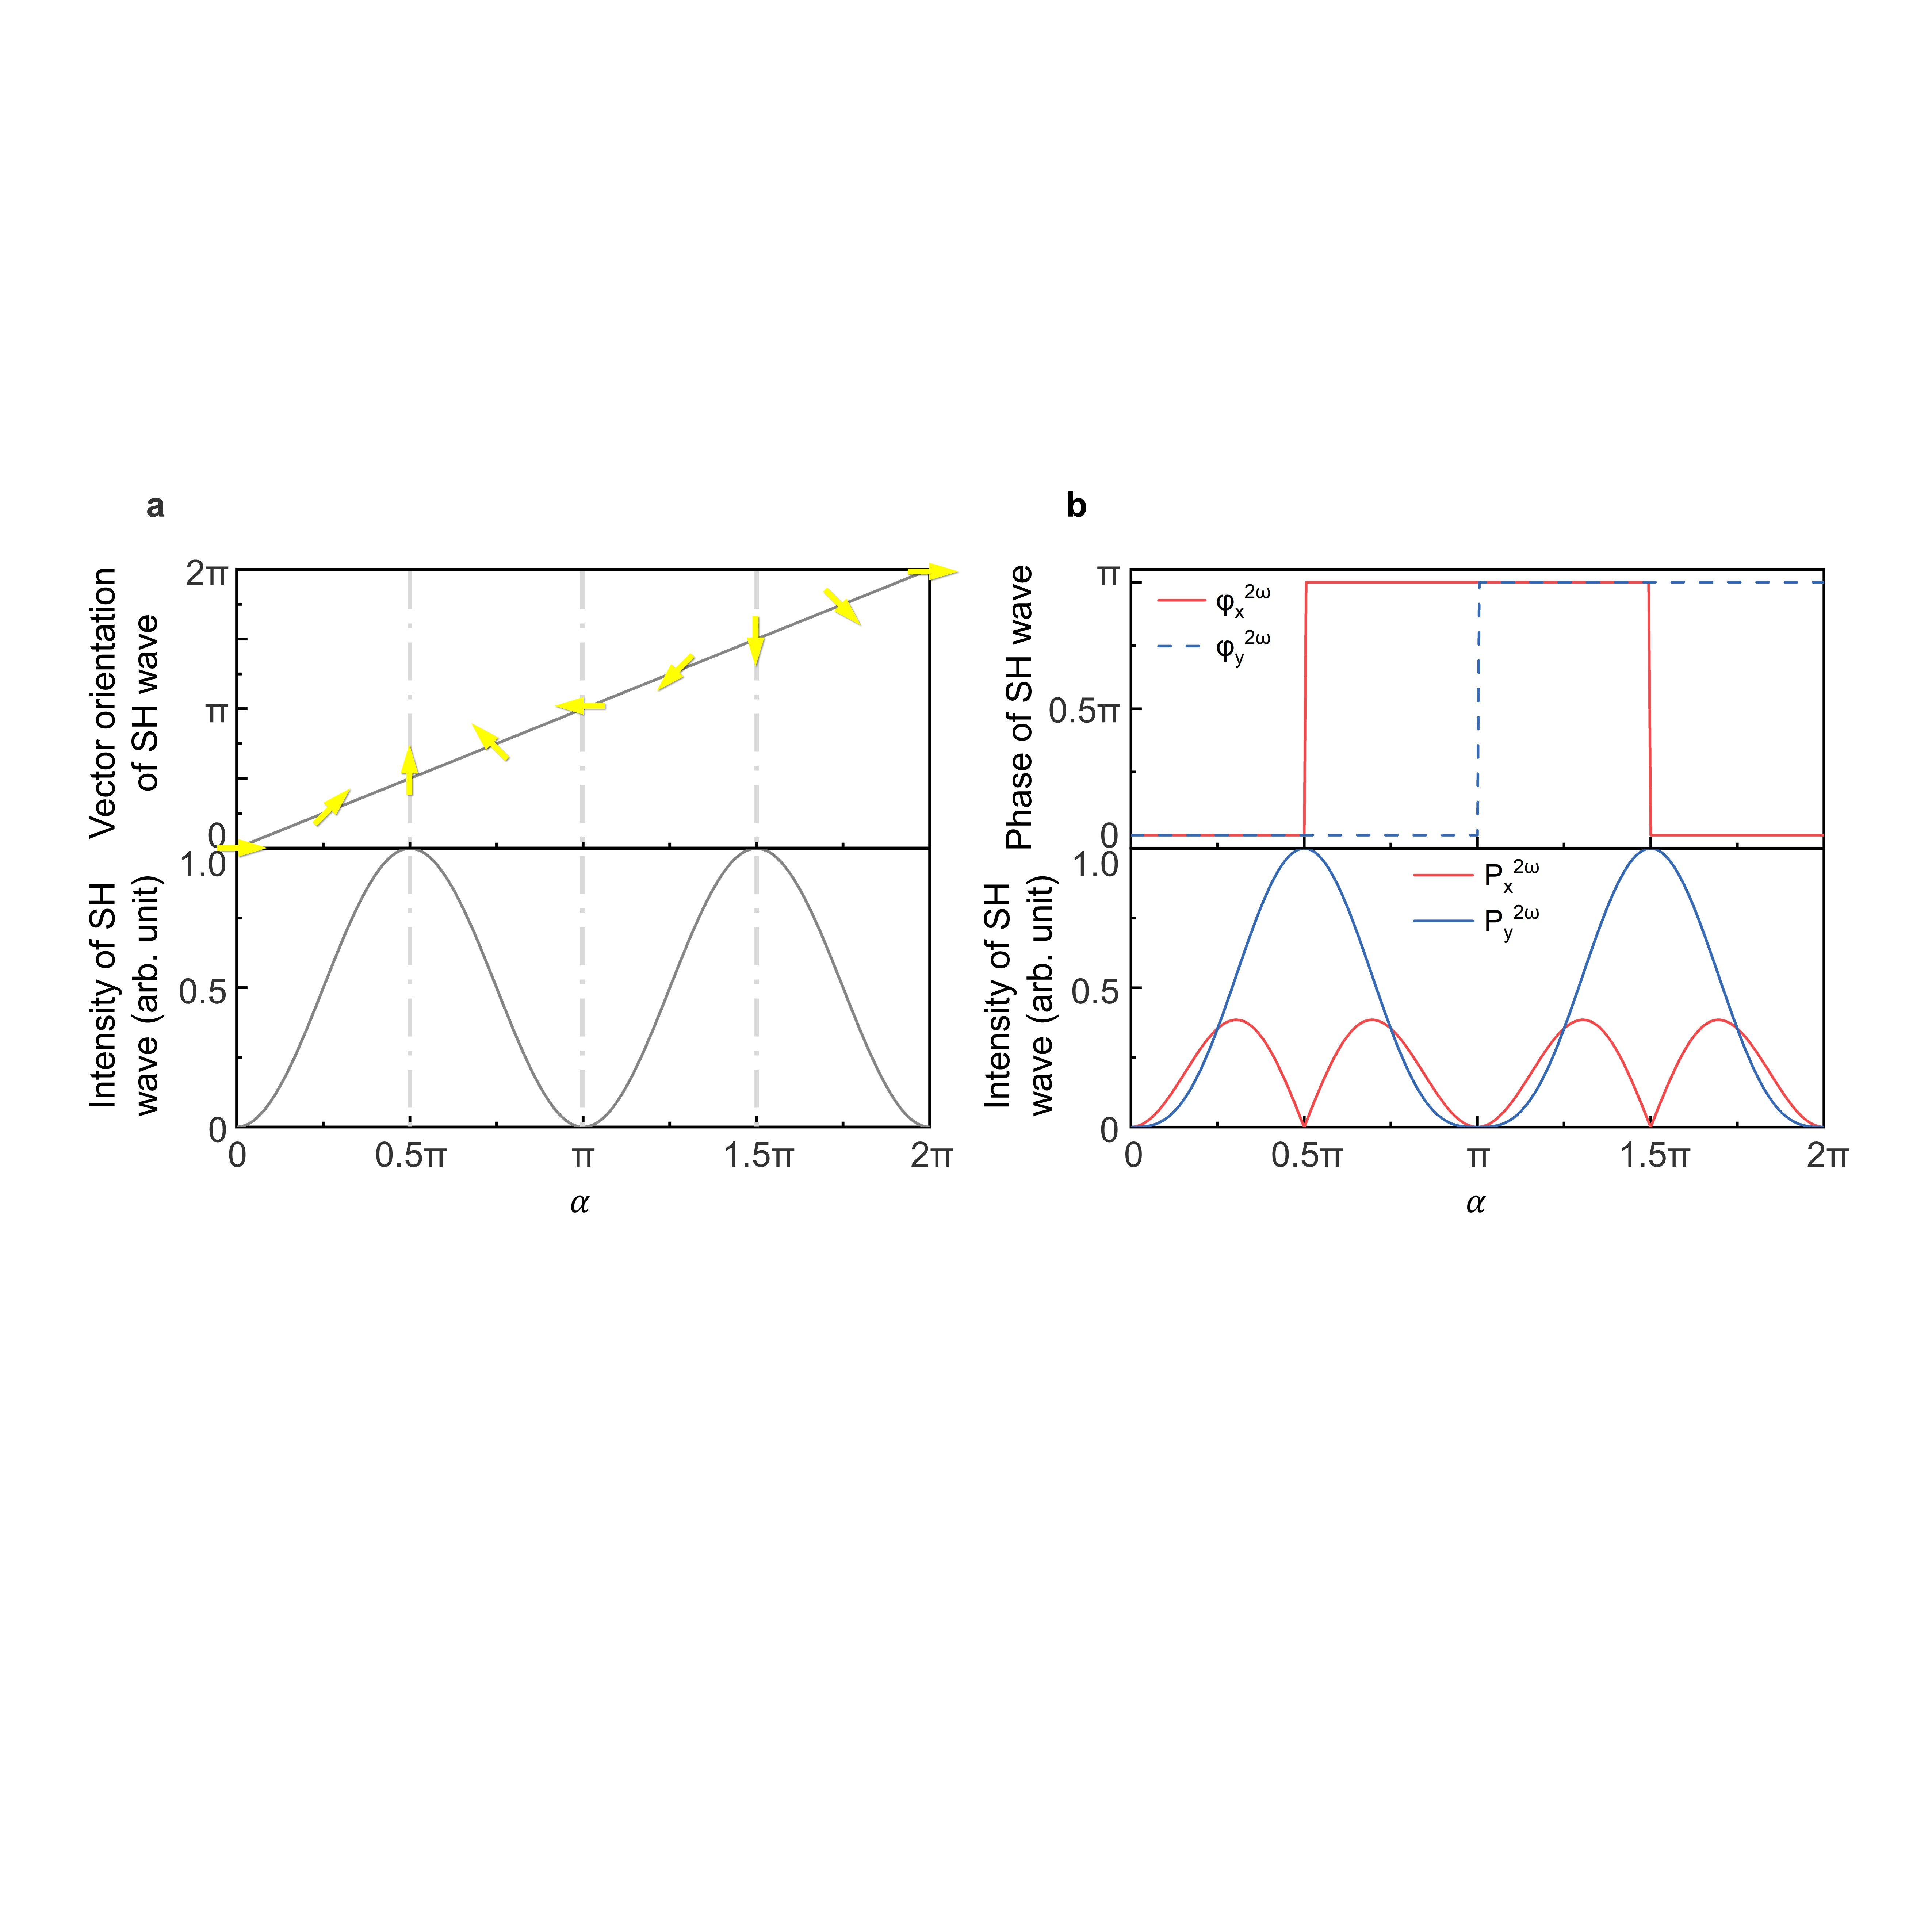 a
Vector orientation
of SH wave
2π
π
0
Intensity of SH
wave (arb. unit)
1.0
0.5
0
0 0.5π π 1.5π 2π
α
b
Phase of SH wave
π
0.5π
0
φx2ω
φy2ω
Intensity of SH
wave (arb. unit)
1.0
0.5
0
Px2ω
Py2ω
0 0.5π π 1.5π 2π
α